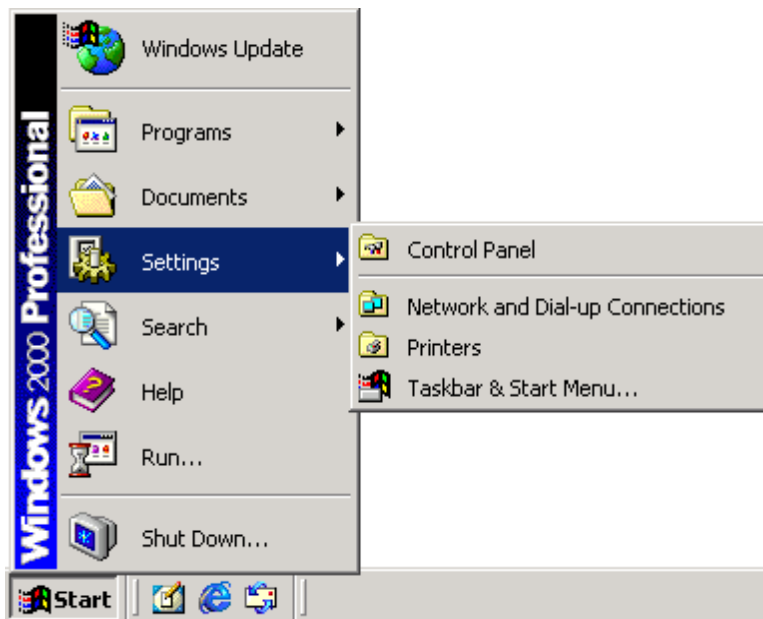 Windows 2000 Professional
Windows Update
Programs
Documents
Settings
Search
Help
Run...
Shut Down...
Control Panel
Network and Dial-up Connections
Printers
Taskbar & Start Menu...
Start